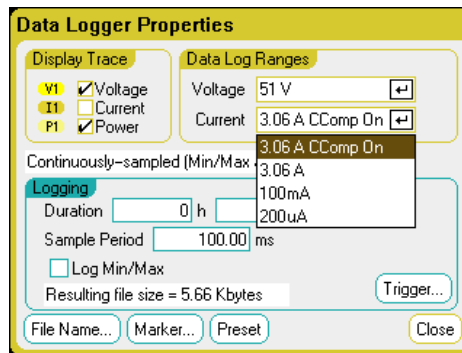 Data Logger Properties
Display Trace
Data Log Ranges
V1 Voltage
I1 Current
P1 Power
Voltage 51 V
Current 3.06 A CComp On
3.06 A CComp On
3.06 A
100mA
200uA
Continuously-sampled (Min/Max
Logging
Duration 0 h
Sample Period 100.00 ms
Log Min/Max
Resulting file size = 5.66 Kbytes
Trigger...
File Name... Marker... Preset Close